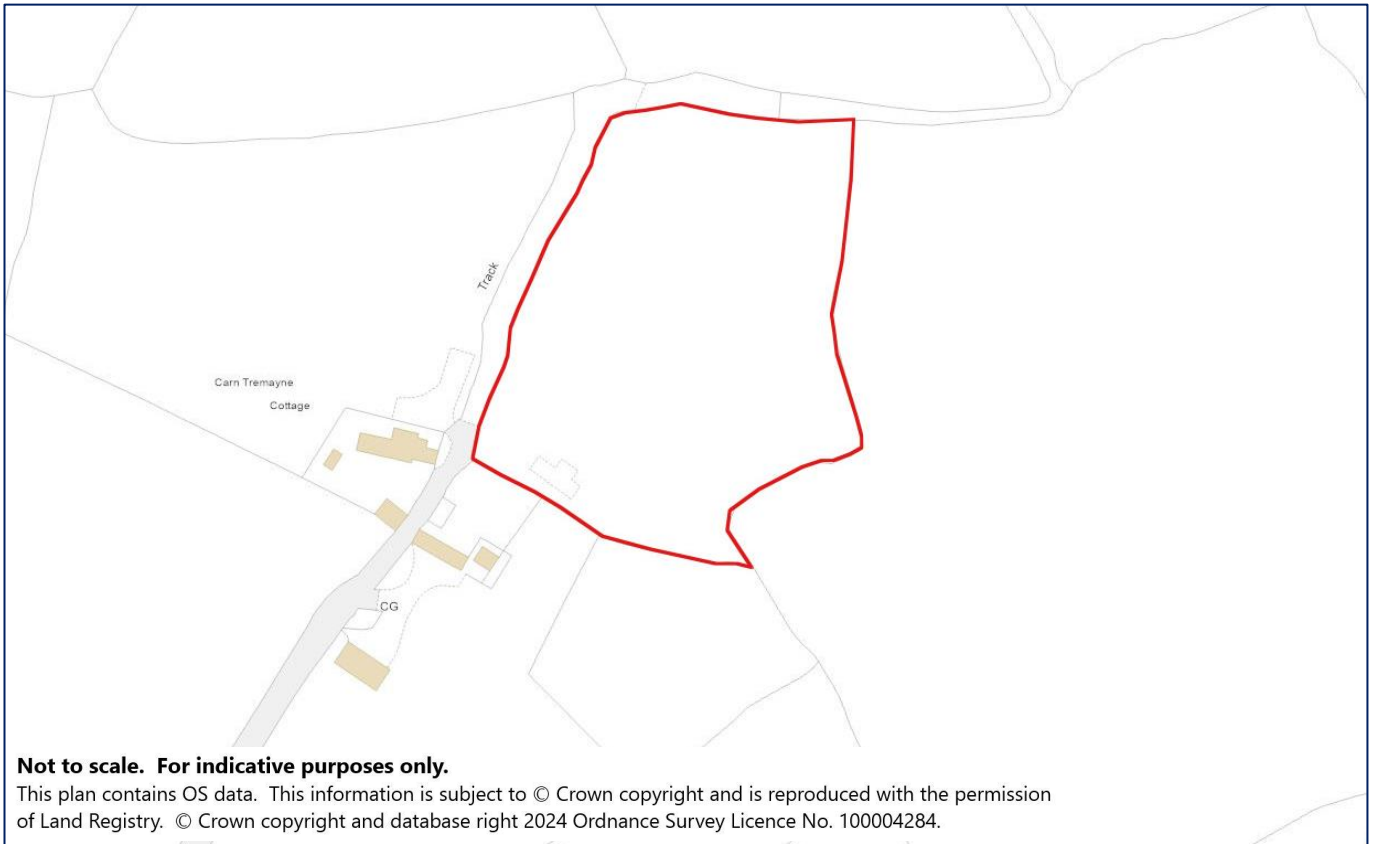 Track
Carn Tremayne
Cottage
CG
Not to scale.  For indicative purposes only.
This plan contains OS data.  This information is subject to © Crown copyright and is reproduced with the permission
of Land Registry.  © Crown copyright and database right 2024 Ordnance Survey Licence No. 100004284.